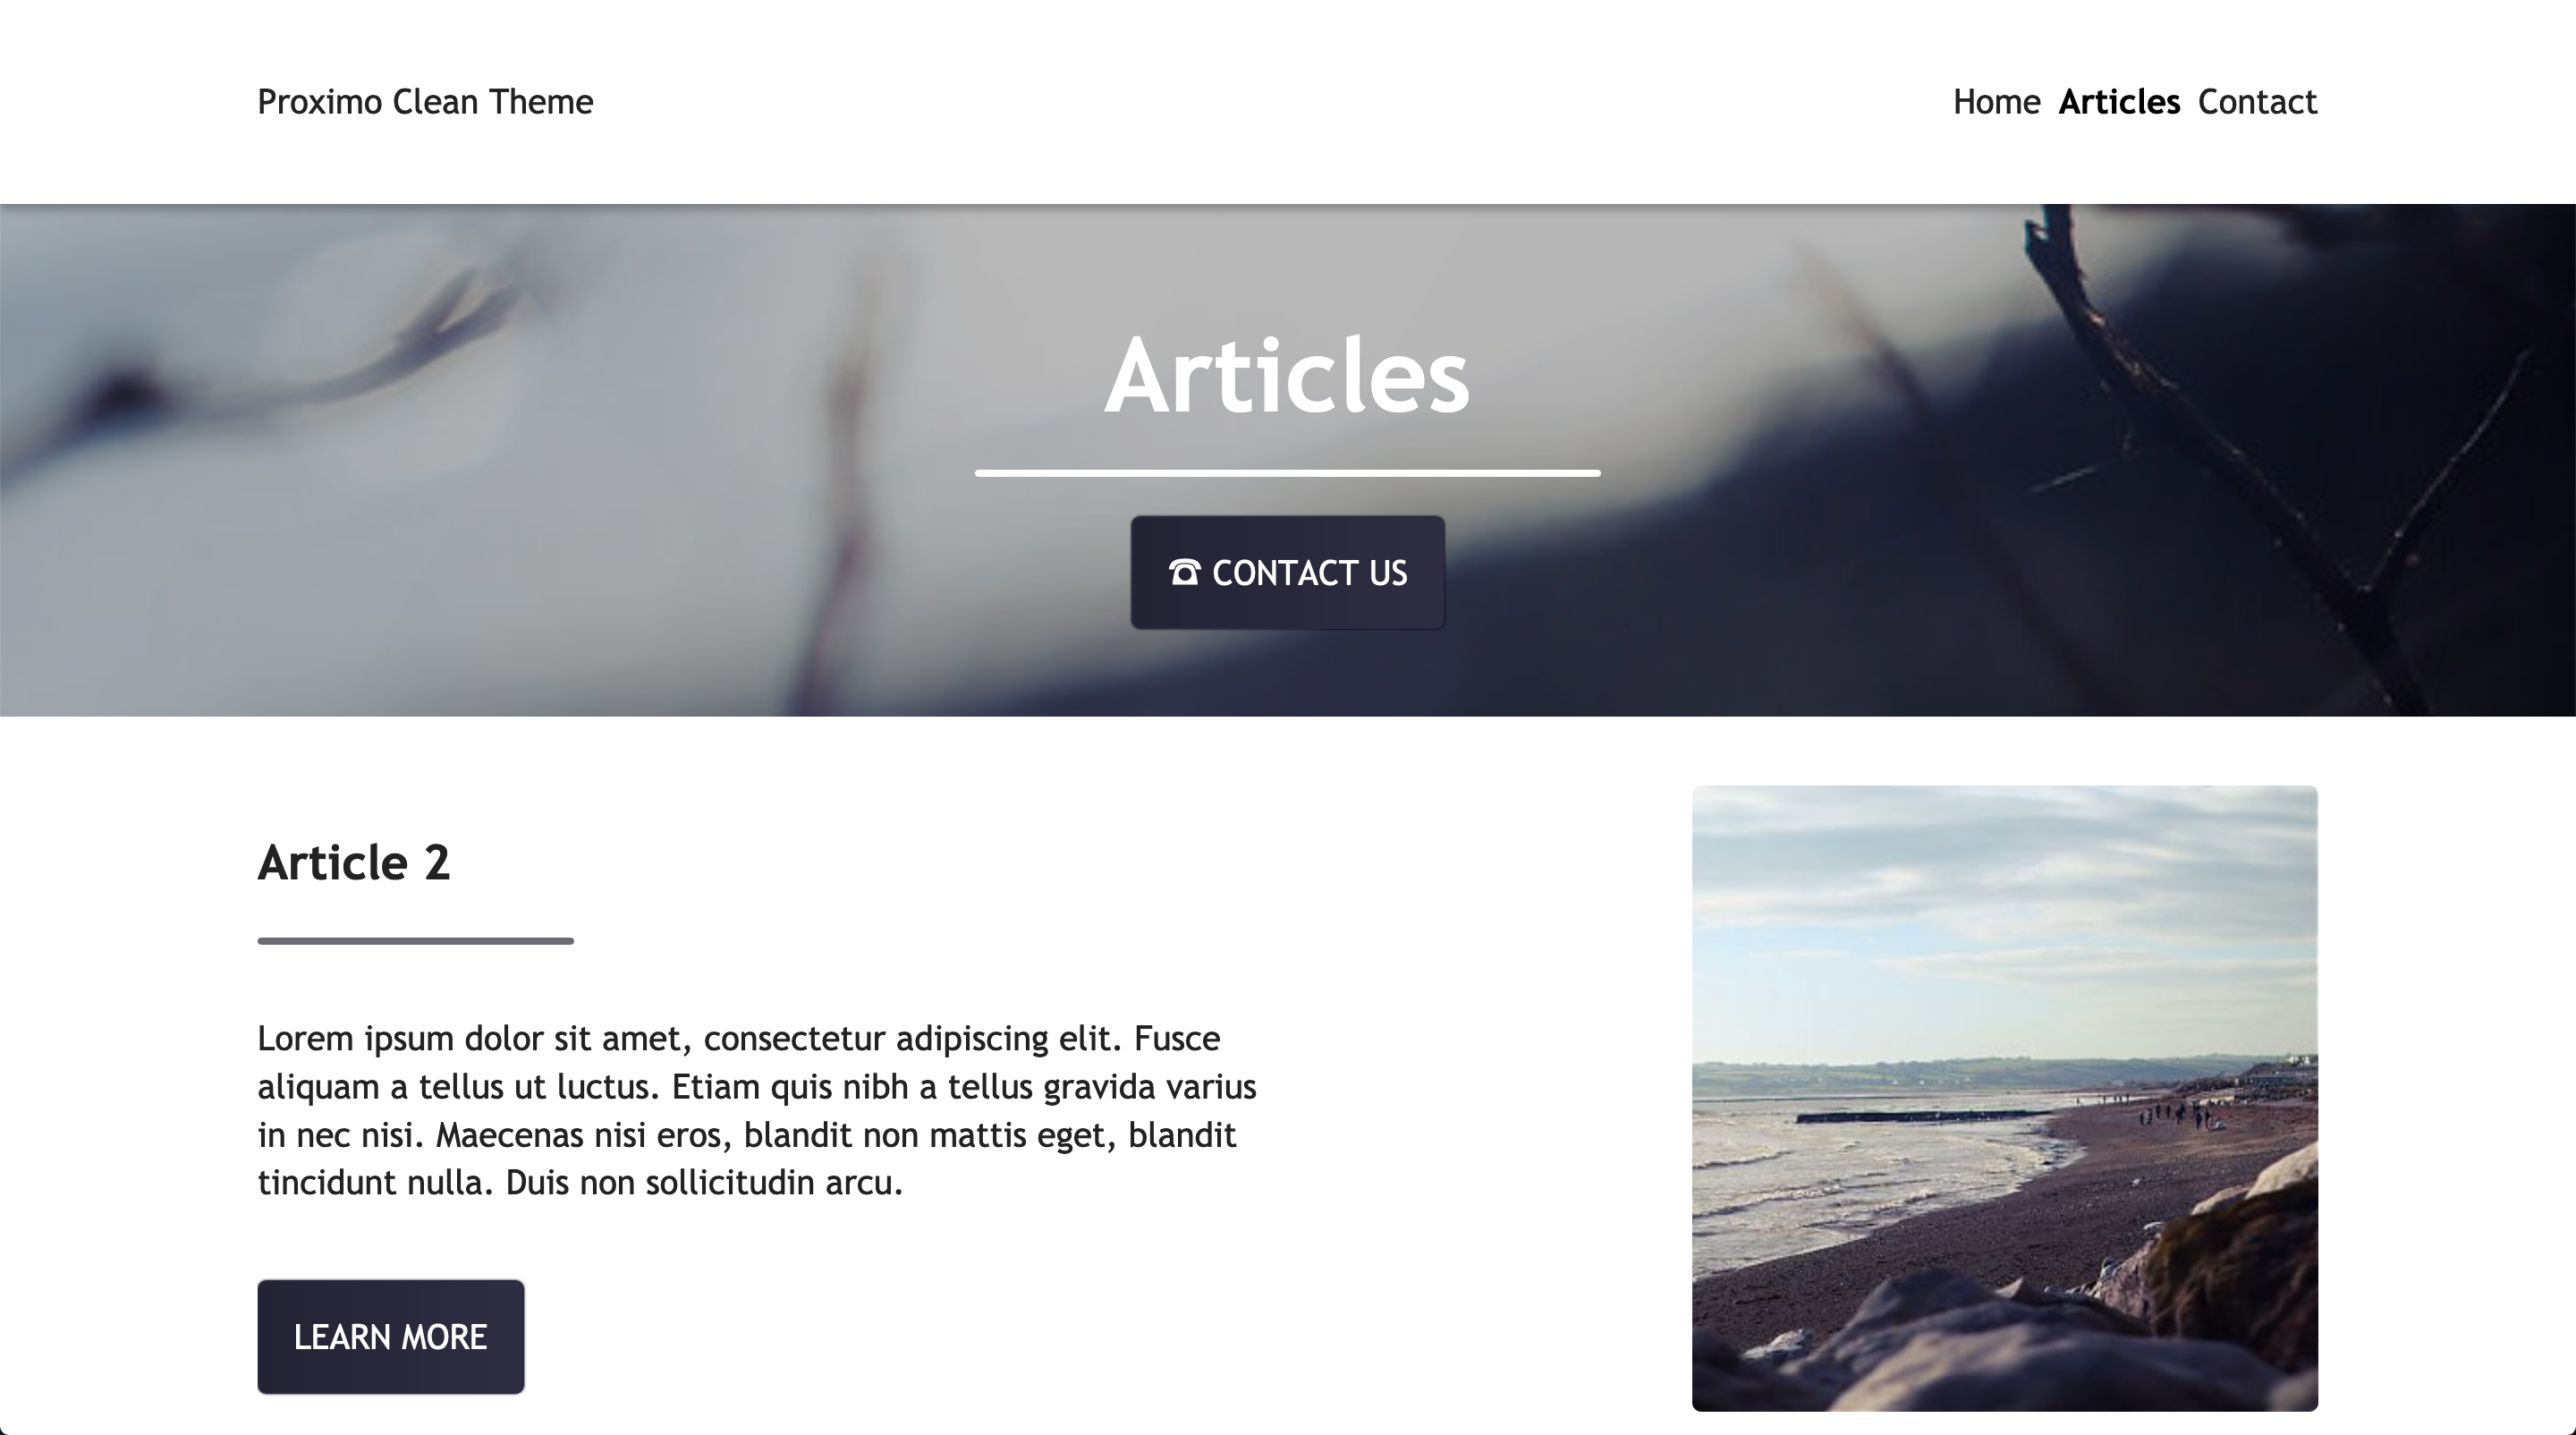 Proximo Clean Theme
Home Articles Contact
Articles
☎ CONTACT US
Article 2
Lorem ipsum dolor sit amet, consectetur adipiscing elit. Fusce
aliquam a tellus ut luctus. Etiam quis nibh a tellus gravida varius
in nec nisi. Maecenas nisi eros, blandit non mattis eget, blandit
tincidunt nulla. Duis non sollicitudin arcu.
LEARN MORE